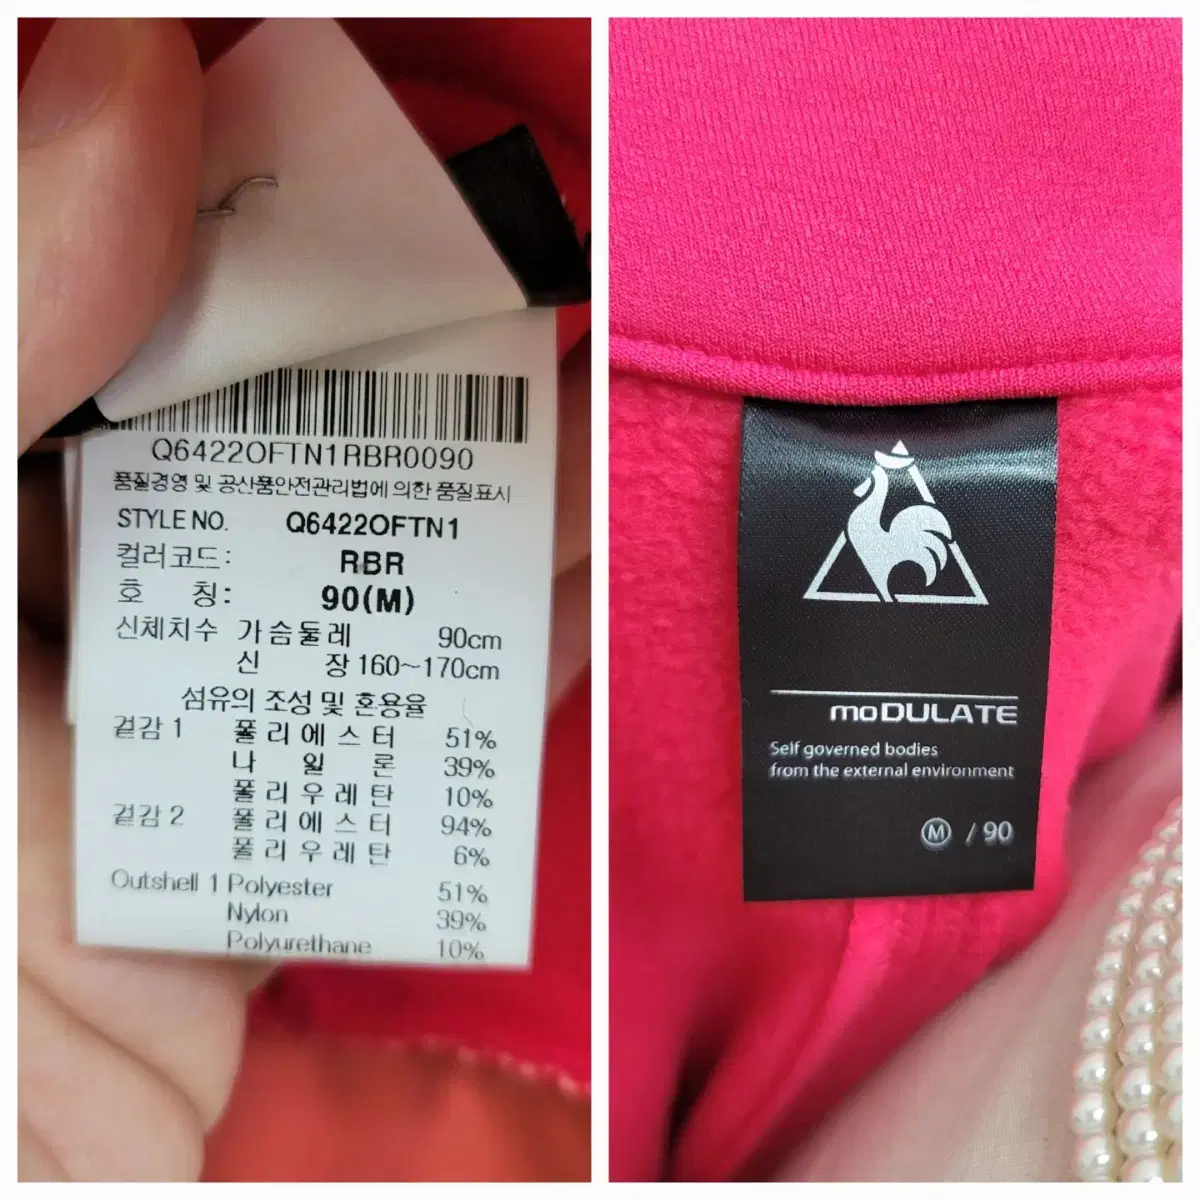 Q6422OFTN1RBR0090
품질경영 및 공산품안전관리법에 의한 품질표시
STYLE NO. Q6422OFTN1
컬러코드: RBR
호 칭: 90(M)
신체치수 가슴둘레 90cm
신 장 160~170cm
섬유의 조성 및 혼용율
겉감 1 폴리에스터 51%
나 일 론 39%
폴리우레탄 10%
겉감 2 폴리에스터 94%
폴리우레탄 6%
Outshell 1 Polyester 51%
Nylon 39%
Polyurethane 10%
moDULATE
Self governed bodies
from the external environment
M / 90